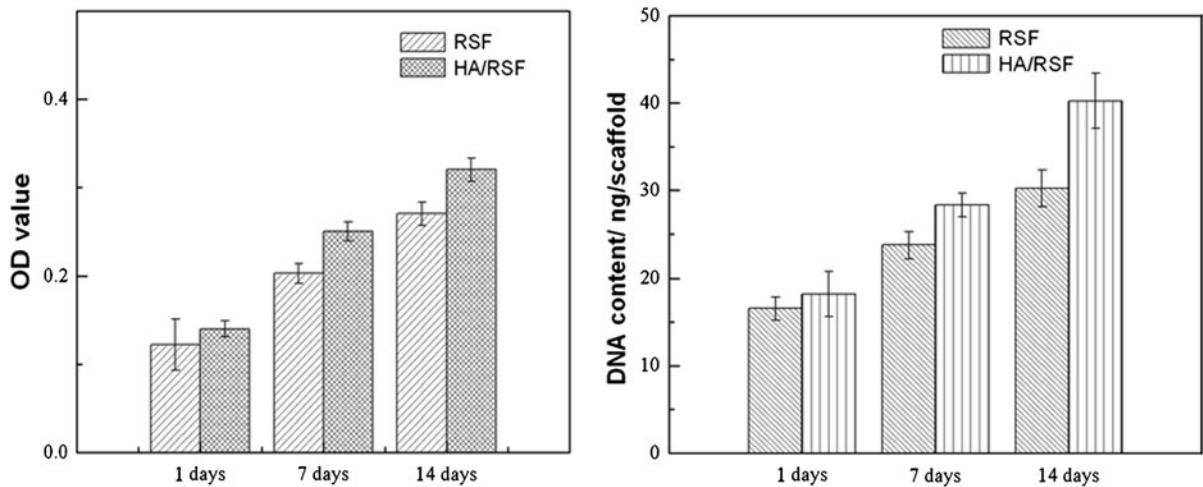 RSF
HA/RSF
0.4
0.2
0.0
OD value
1 days
7 days
14 days
RSF
HA/RSF
50
40
30
20
10
0
DNA content/ ng/scaffold
1 days
7 days
14 days